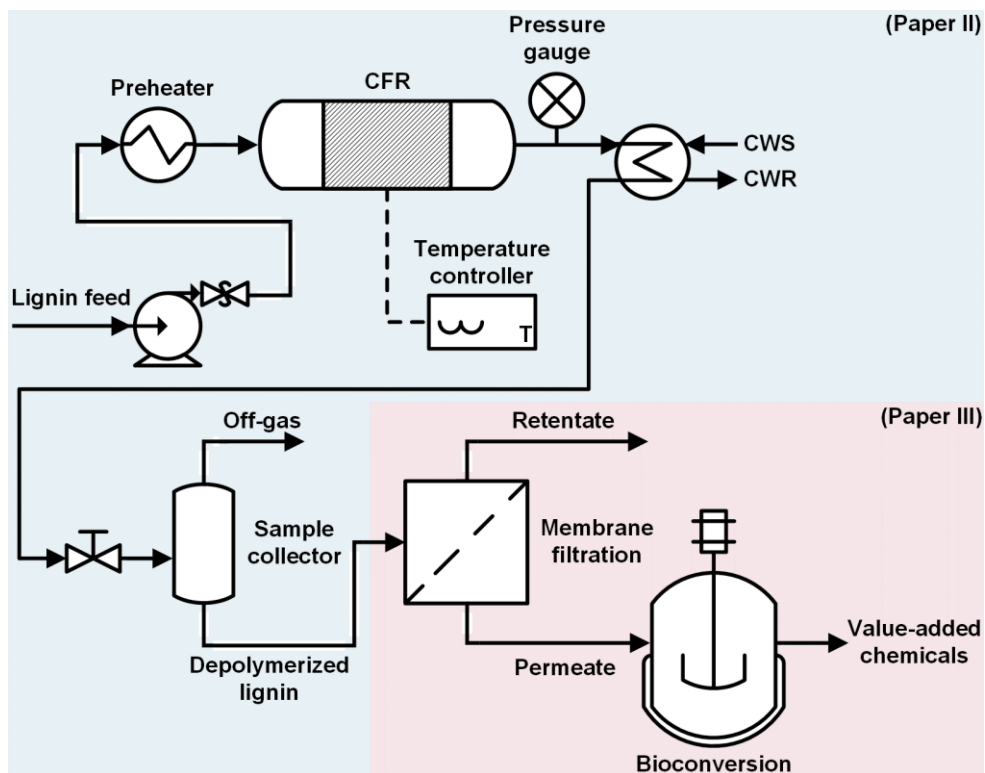 (Paper II)
Pressure
gauge
Preheater
CFR
CWS
CWR
Temperature
controller
T
Lignin feed
Off-gas
Retentate
(Paper III)
Sample
collector
Membrane
filtration
Depolymerized
lignin
Permeate
Value-added
chemicals
Bioconversion